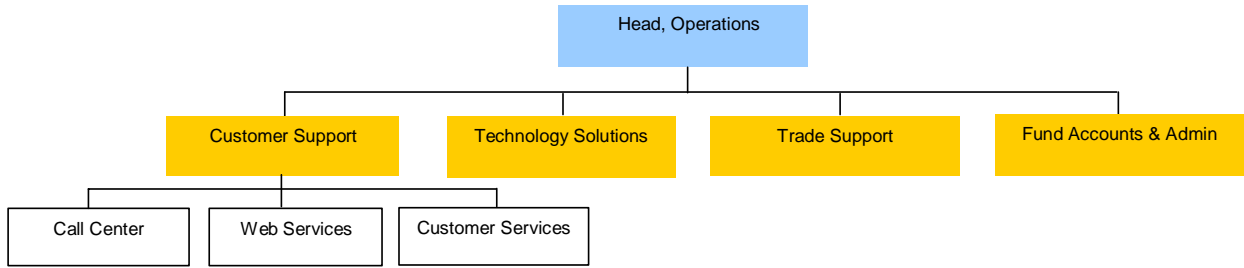 Head, Operations
Customer Support
Technology Solutions
Trade Support
Fund Accounts & Admin
Call Center
Web Services
Customer Services